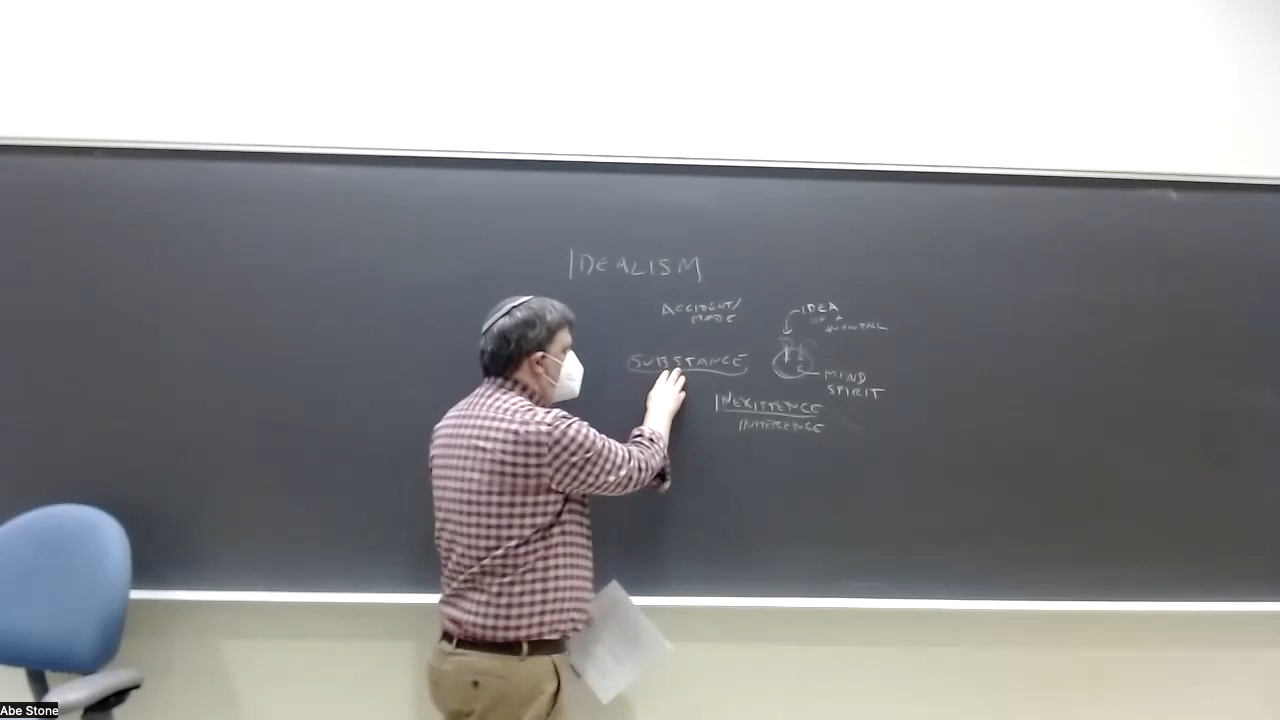 IDEALISM
ACCIDENT/
MODE
IDEA
OF A
SUBSTANCE
MIND
SPIRIT
INEXISTENCE
INHERENCE
Abe Stone